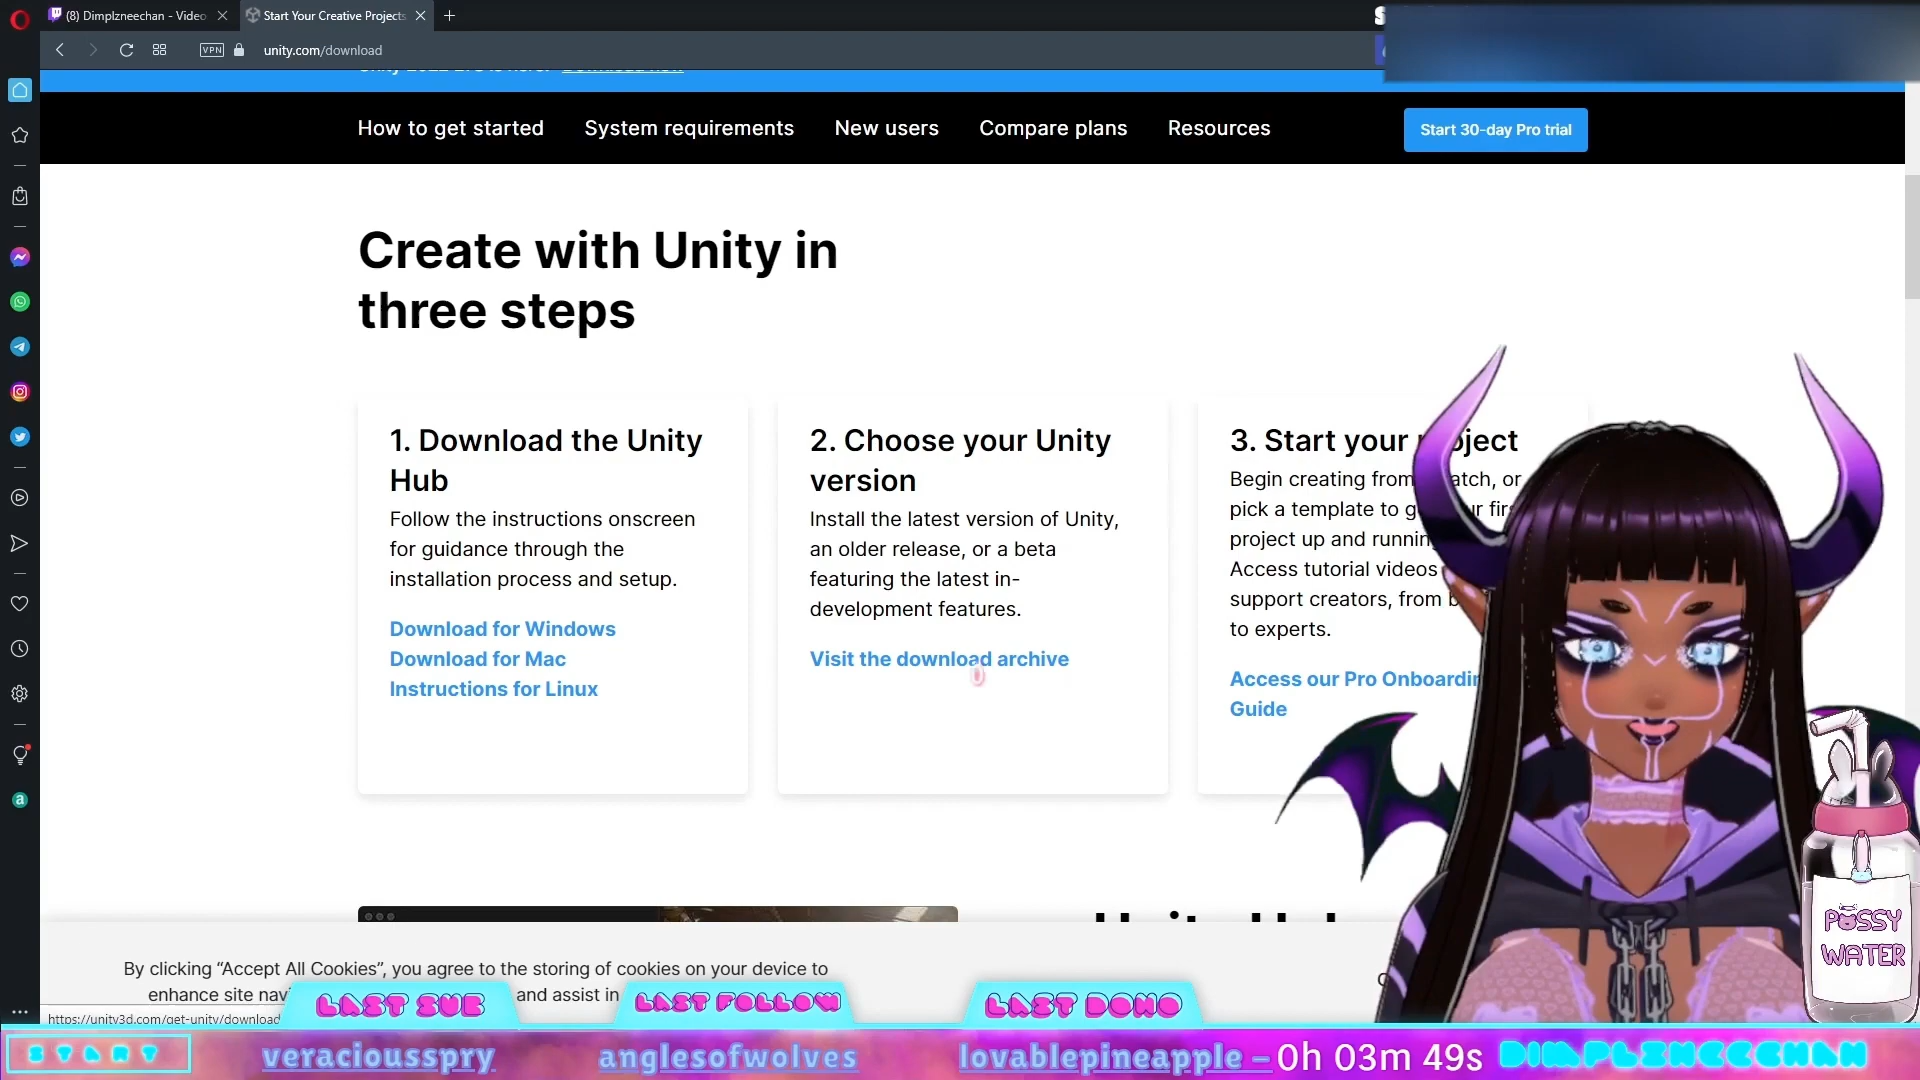 (8) Dimplzneechan - Video
Start Your Creative Projects
VPN
unity.com/download
How to get started
System requirements
New users
Compare plans
Resources
Start 30-day Pro trial
Create with Unity in
three steps
1. Download the Unity
Hub
Follow the instructions onscreen
for guidance through the
installation process and setup.
Download for Windows
Download for Mac
Instructions for Linux
2. Choose your Unity
version
Install the latest version of Unity,
an older release, or a beta
featuring the latest in-
development features.
Visit the download archive
3. Start your
Begin creating from
pick a template to
project up and
Access tutorial videos
support creators, from
to experts.
Access our Pro
Guide
By clicking “Accept All Cookies”, you agree to the storing of cookies on your device to
enhance site
and assist in
https://unity3d.com/get-unity/download
LAST SUB
LAST FOLLOW
LAST DONO
START
veraciousspry
anglesofwolves
lovablepineapple –
0h 03m 49s
DIMPLZNEECHAN
PUSSY
WATER